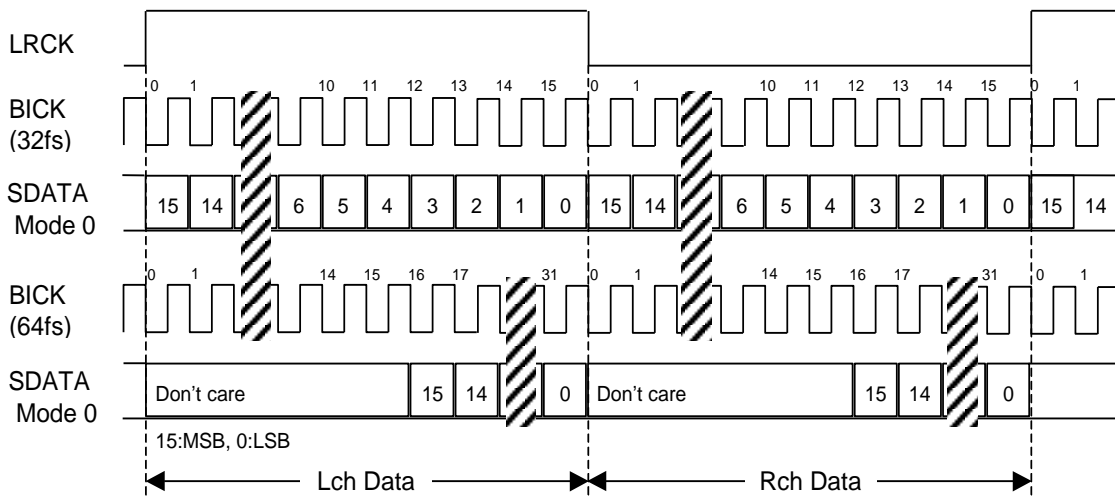 LRCK
0 1 10 11 12 13 14 15 0 1 10 11 12 13 14 15 0 1
BICK
(32fs)
SDATA
Mode 0
15 14 6 5 4 3 2 1 0 15 14 6 5 4 3 2 1 0 15 14
0 1 14 15 16 17 31 0 1 14 15 16 17 31 0 1
BICK
(64fs)
SDATA
Mode 0
Don't care 15 14 0 Don't care 15 14 0
15:MSB, 0:LSB
Lch Data Rch Data